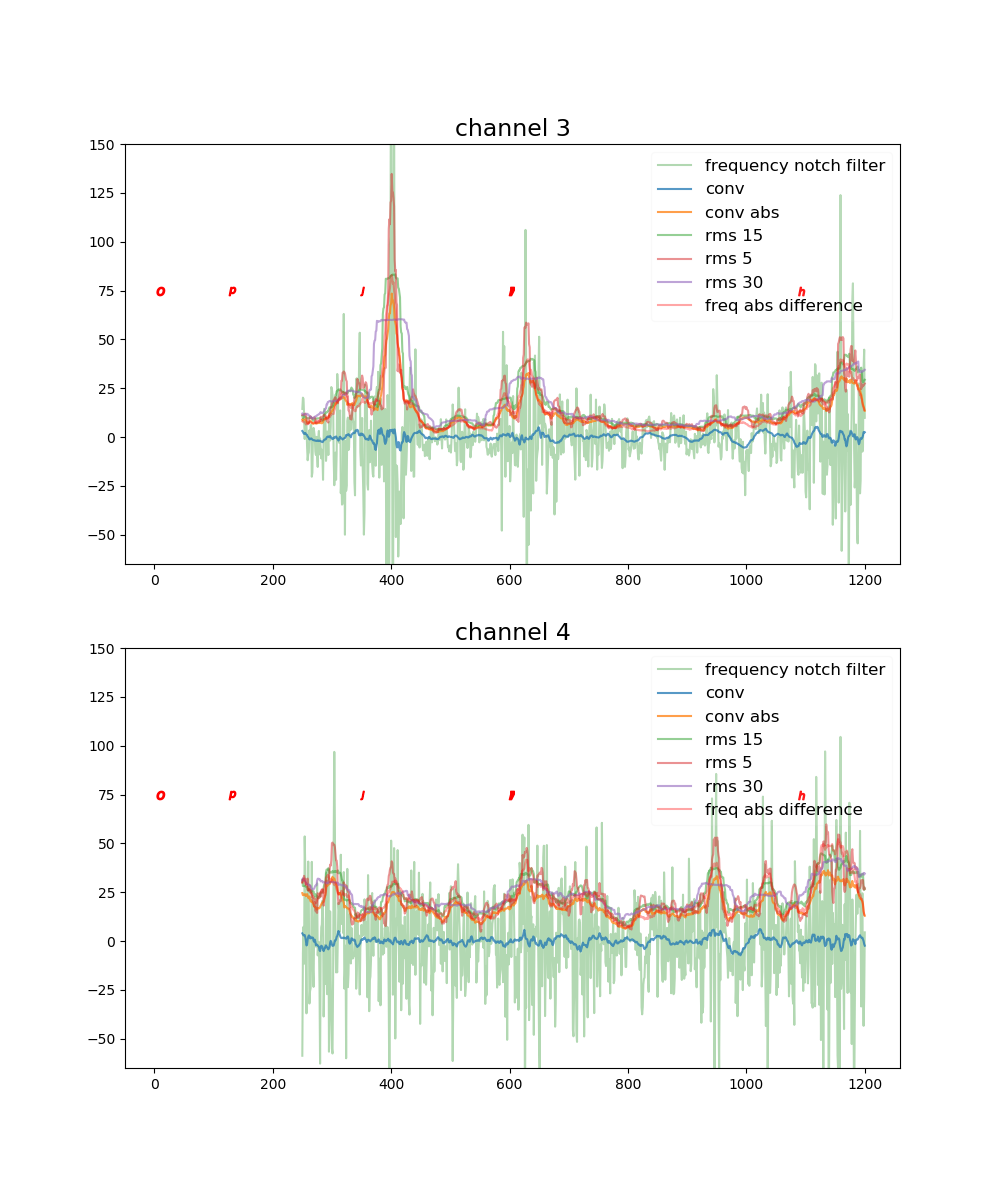 channel 3
150
125
100
75
50
25
0
−25
−50
frequency notch filter
conv
conv abs
rms 15
rms 5
rms 30
freq abs difference
o p J h
0 200 400 600 800 1000 1200
channel 4
150
125
100
75
50
25
0
−25
−50
frequency notch filter
conv
conv abs
rms 15
rms 5
rms 30
freq abs difference
o p J h
0 200 400 600 800 1000 1200